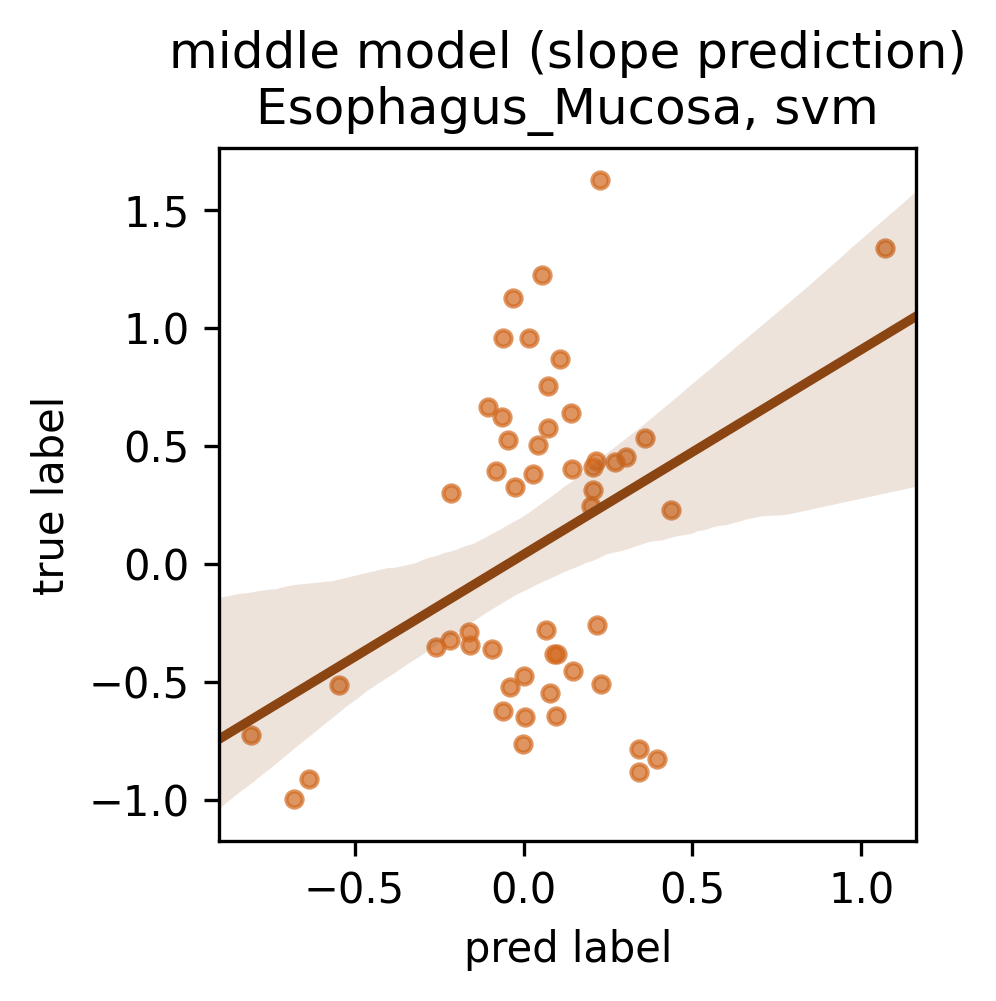 middle model (slope prediction)
Esophagus_Mucosa, svm
true label
1.5
1.0
0.5
0.0
−0.5
−1.0
−0.5
0.0
0.5
1.0
pred label